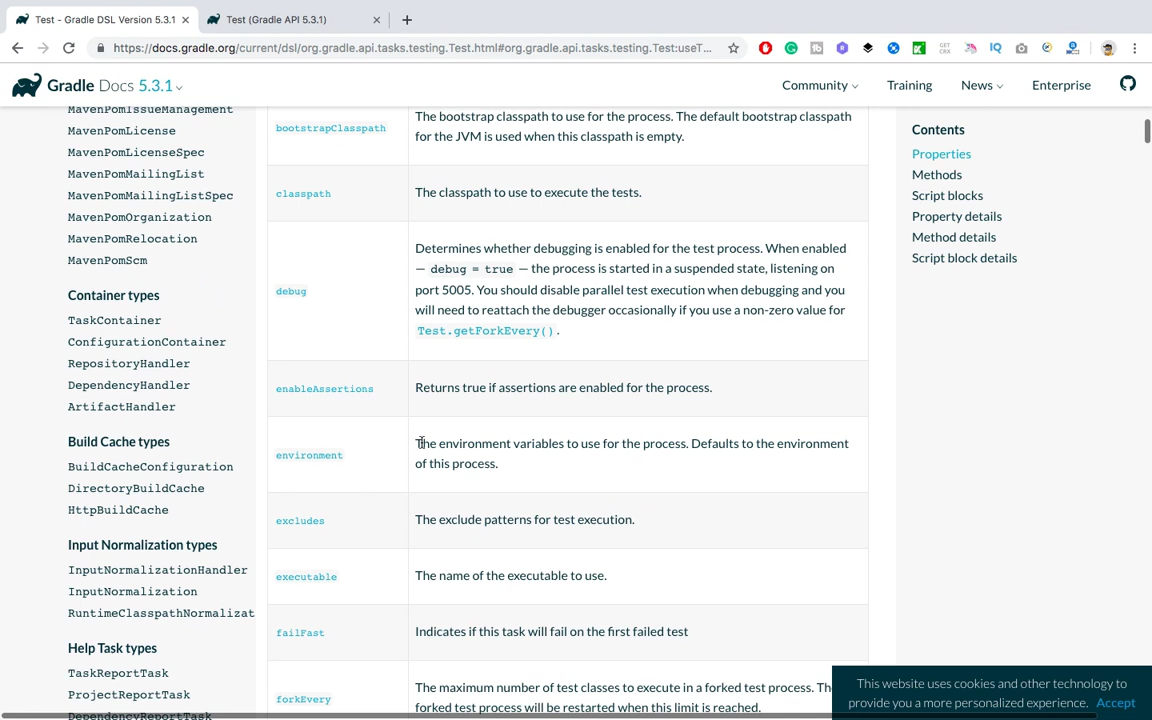 Test - Gradle DSL Version 5.3.1
Test (Gradle API 5.3.1)
https://docs.gradle.org/current/dsl/org.gradle.api.tasks.testing.Test.html#org.gradle.api.tasks.testing.Test:useT...
GET
CRX
IQ
Gradle Docs 5.3.1
Community
Training
News
Enterprise
MavenPomIssueManagement
MavenPomLicense
MavenPomLicenseSpec
MavenPomMailingList
MavenPomMailingListSpec
MavenPomOrganization
MavenPomRelocation
MavenPomScm
Container types
TaskContainer
ConfigurationContainer
RepositoryHandler
DependencyHandler
ArtifactHandler
Build Cache types
BuildCacheConfiguration
DirectoryBuildCache
HttpBuildCache
Input Normalization types
InputNormalizationHandler
InputNormalization
RuntimeClasspathNormalizat
Help Task types
TaskReportTask
ProjectReportTask
DependencyReportTask
bootstrapClasspath
The bootstrap classpath to use for the process. The default bootstrap classpath
for the JVM is used when this classpath is empty.
classpath
The classpath to use to execute the tests.
debug
Determines whether debugging is enabled for the test process. When enabled
— debug = true — the process is started in a suspended state, listening on
port 5005. You should disable parallel test execution when debugging and you
will need to reattach the debugger occasionally if you use a non-zero value for
Test.getForkEvery().
enableAssertions
Returns true if assertions are enabled for the process.
environment
The environment variables to use for the process. Defaults to the environment
of this process.
excludes
The exclude patterns for test execution.
executable
The name of the executable to use.
failFast
Indicates if this task will fail on the first failed test
forkEvery
The maximum number of test classes to execute in a forked test process. The
forked test process will be restarted when this limit is reached.
Contents
Properties
Methods
Script blocks
Property details
Method details
Script block details
This website uses cookies and other technology to
provide you a more personalized experience. Accept